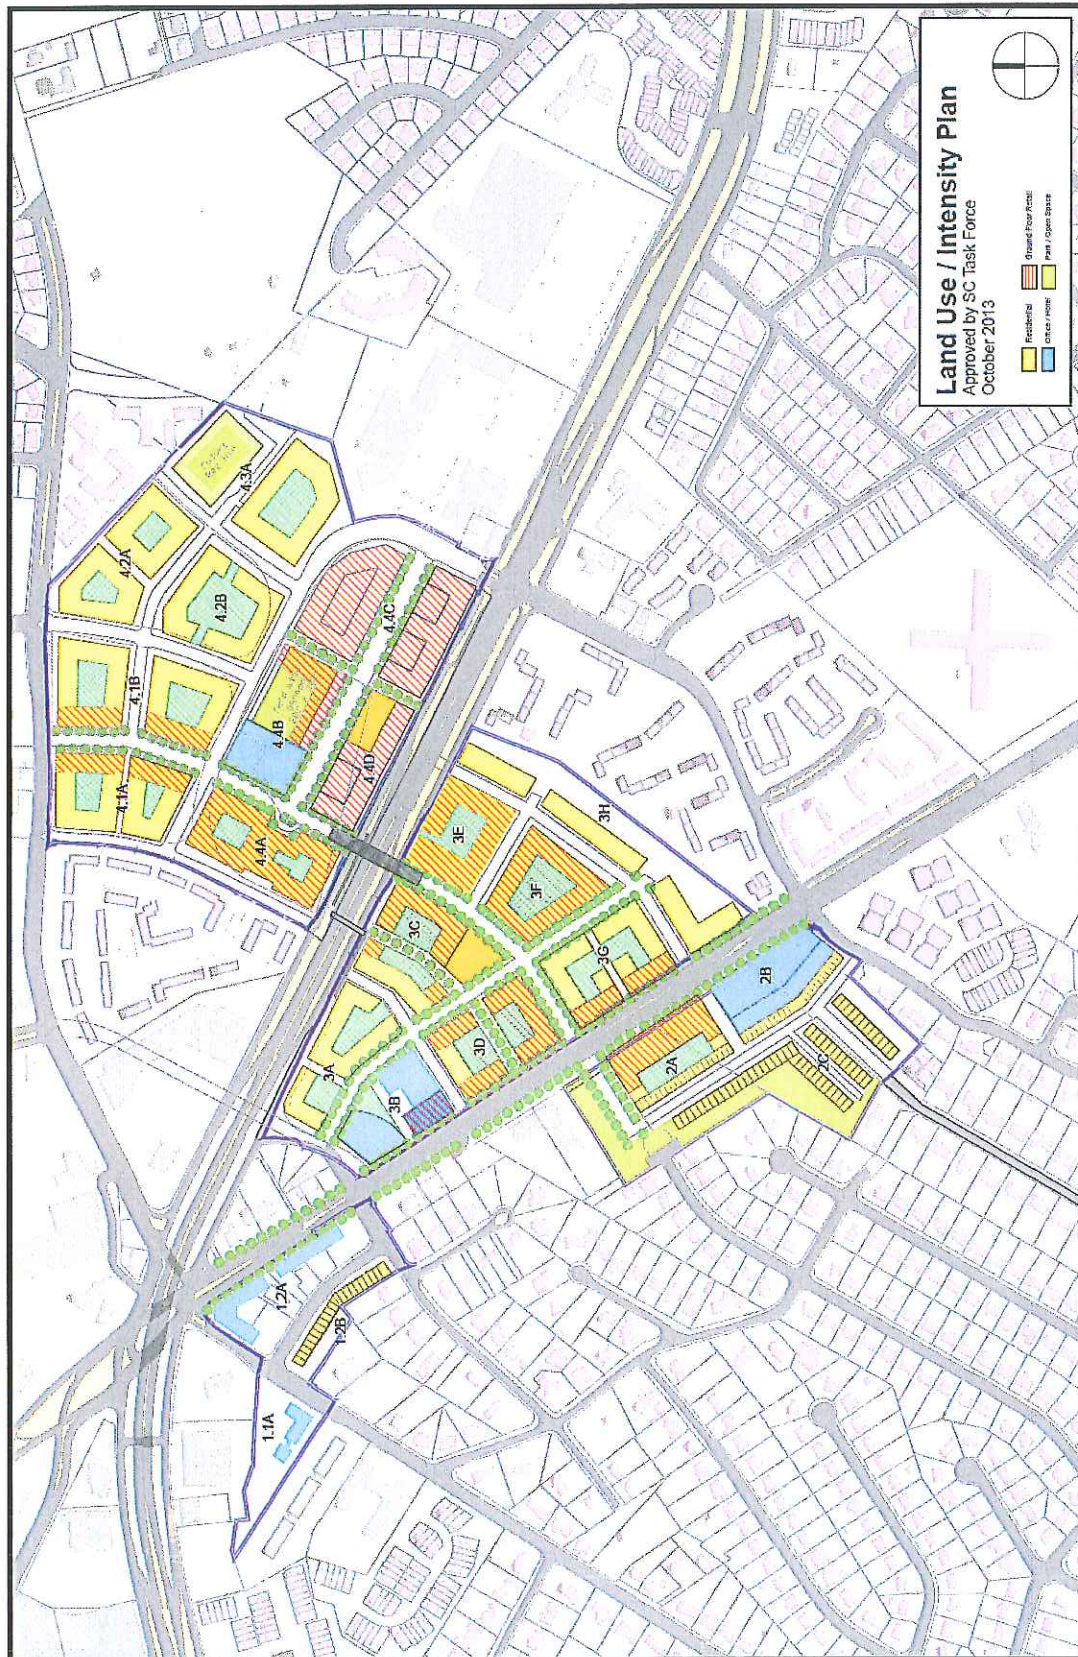 Land Use / Intensity Plan
Approved by SC Task Force
October 2013
Residential
Ground Floor Retail
Office / Hotel
Park / Open Space
4.3A
4.2A
4.2B
4.1B
4.1A
4.4C
4.4B
4.4D
4.4A
3H
3E
3F
3C
3G
3D
3A
3B
2B
2A
2C
1.2A
1.2B
1.1A